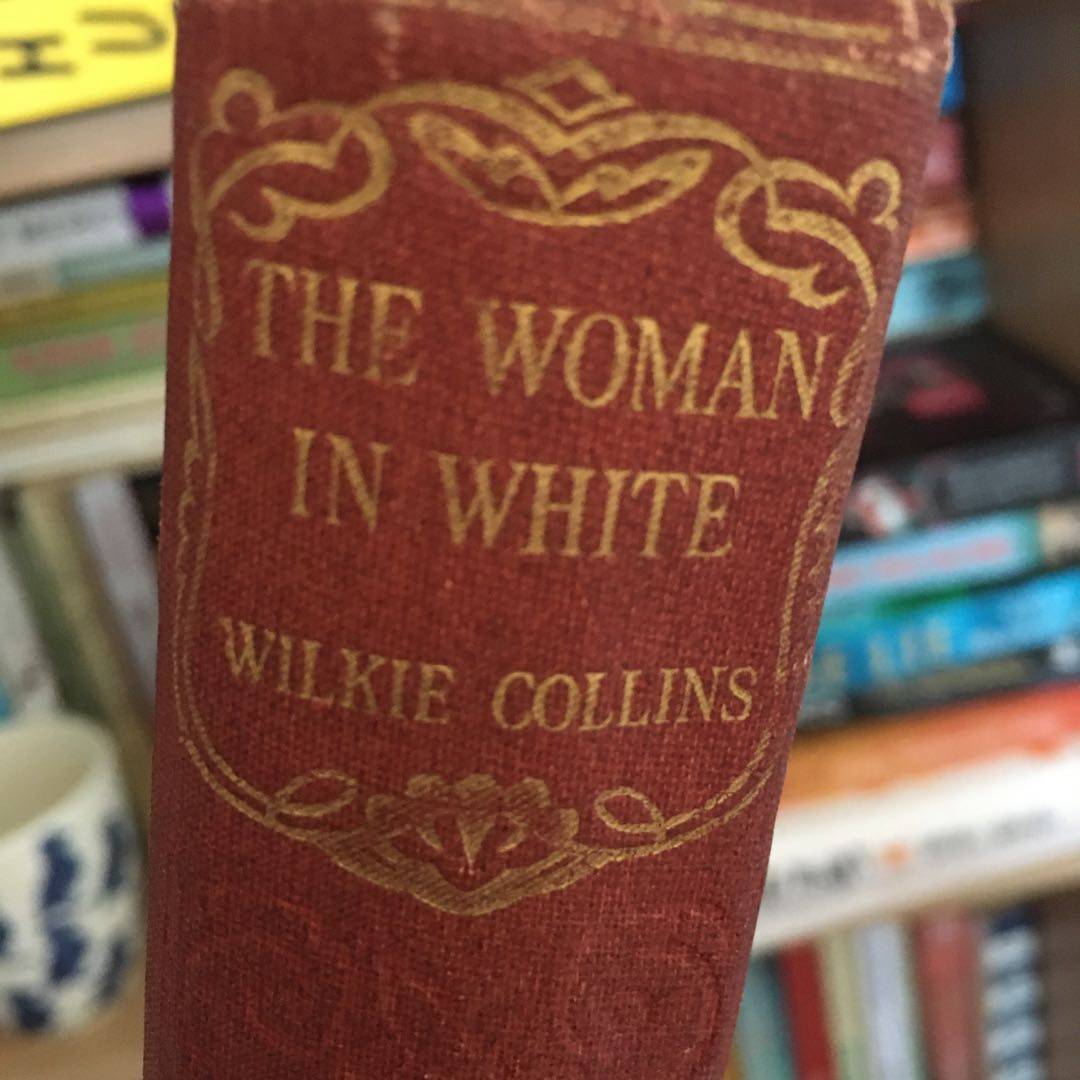 THE WOMAN
IN WHITE
WILKIE COLLINS
H U